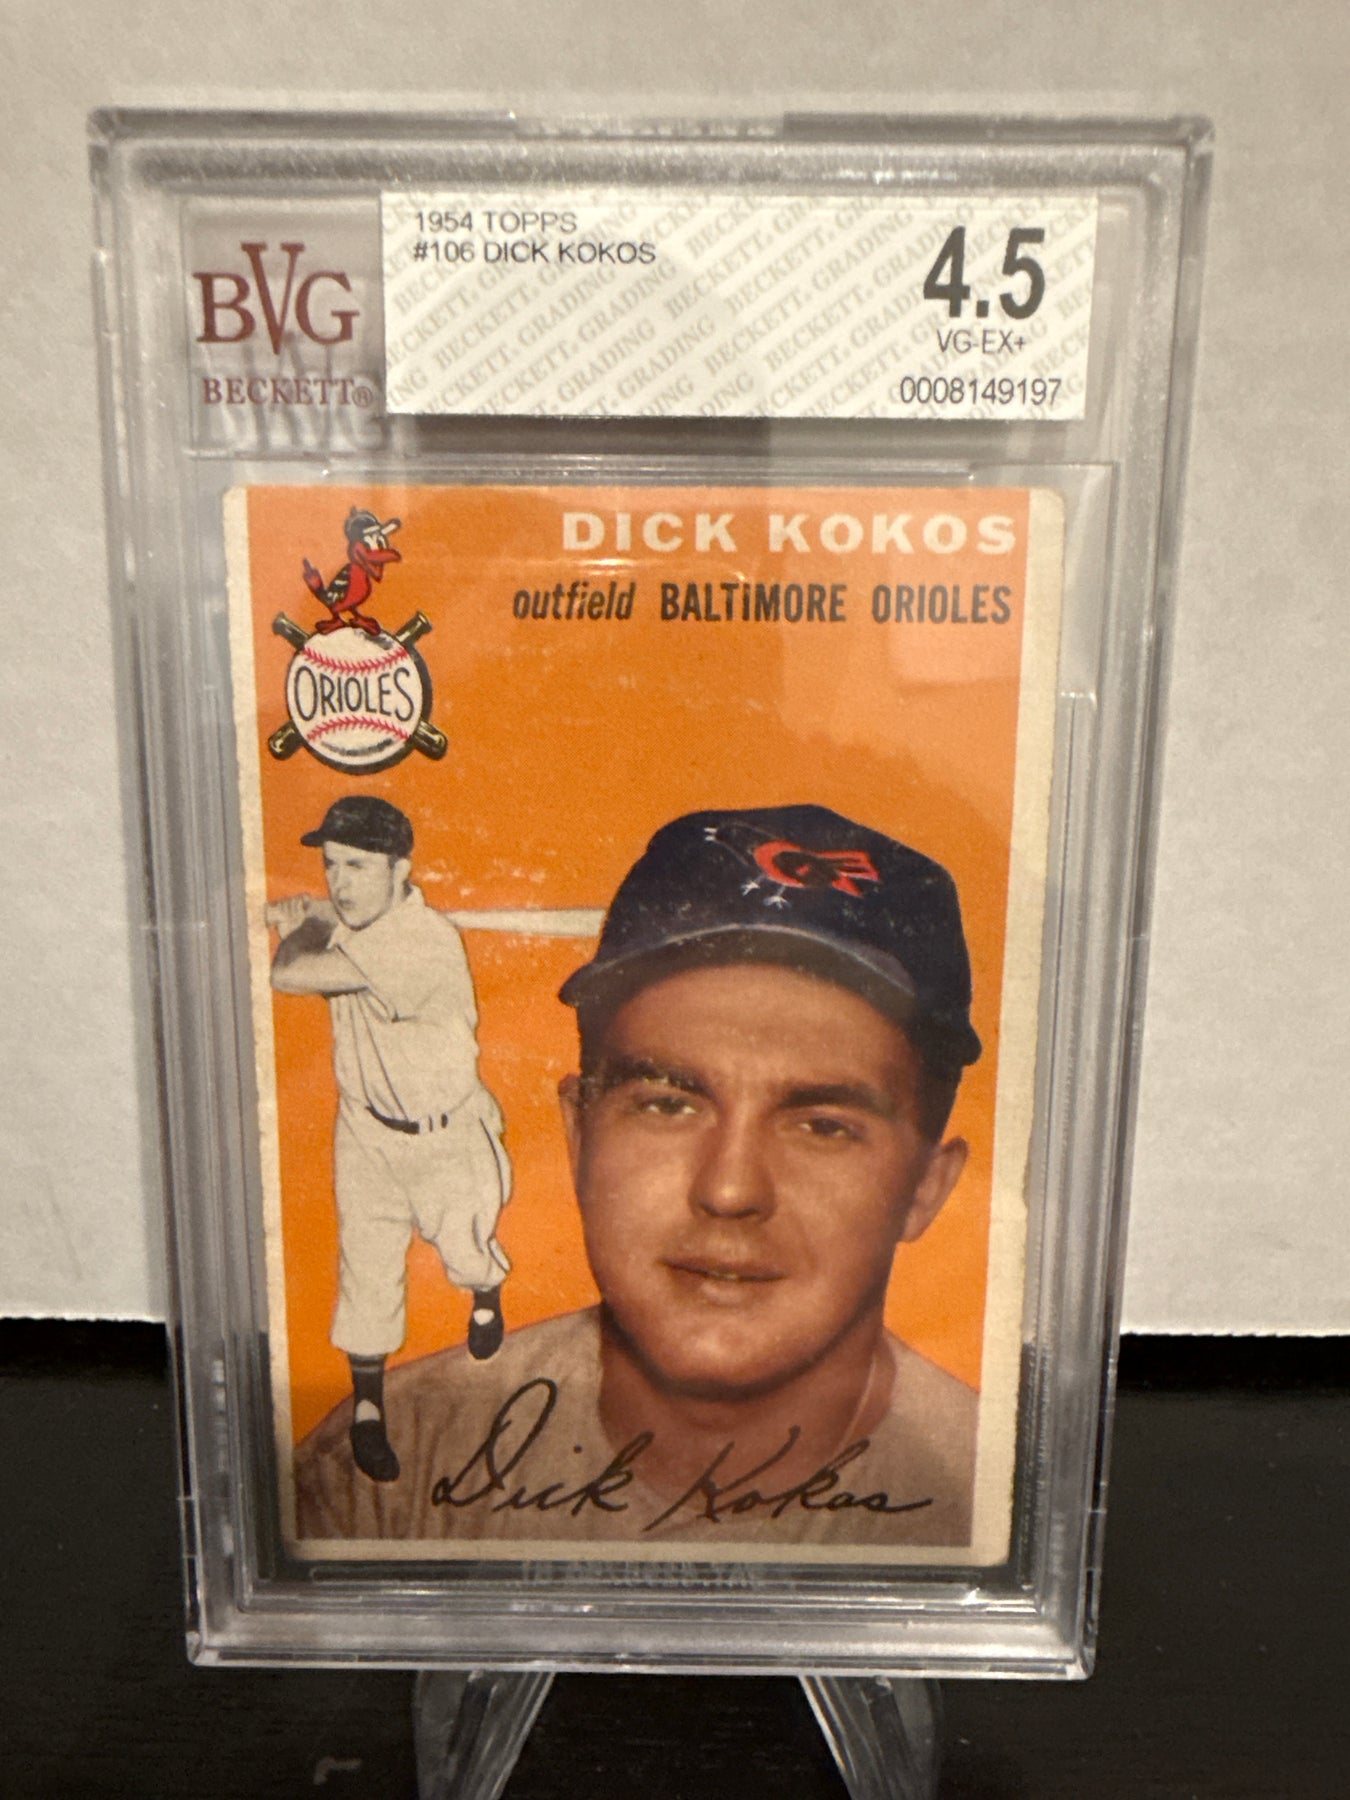 1954 TOPPS
#106 DICK KOKOS
4.5
VG-EX+
0008149197
BVG
BECKETT®
DICK KOKOS
outfield BALTIMORE ORIOLES
ORIOLES
Dick Kokos